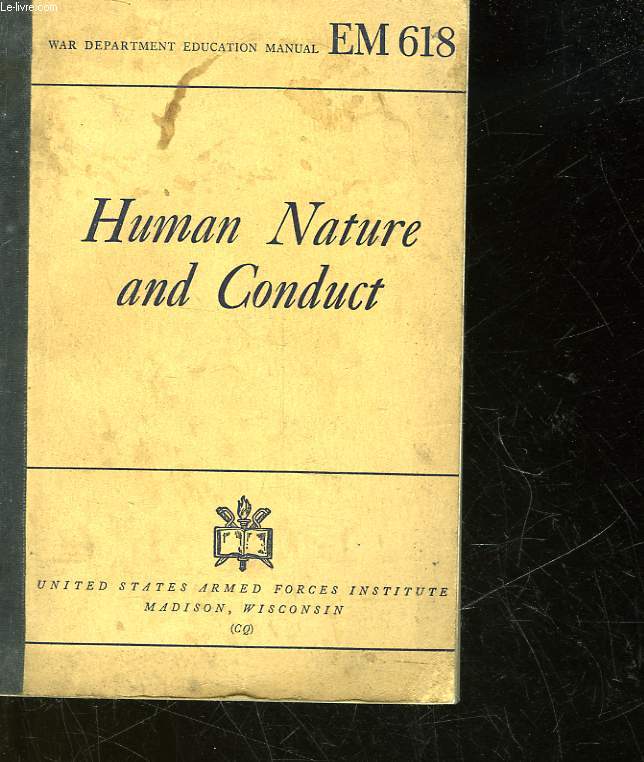 Le-livre.com
WAR DEPARTMENT EDUCATION MANUAL EM 618
Human Nature
and Conduct
UNITED STATES ARMED FORCES INSTITUTE
MADISON, WISCONSIN
(CQ)